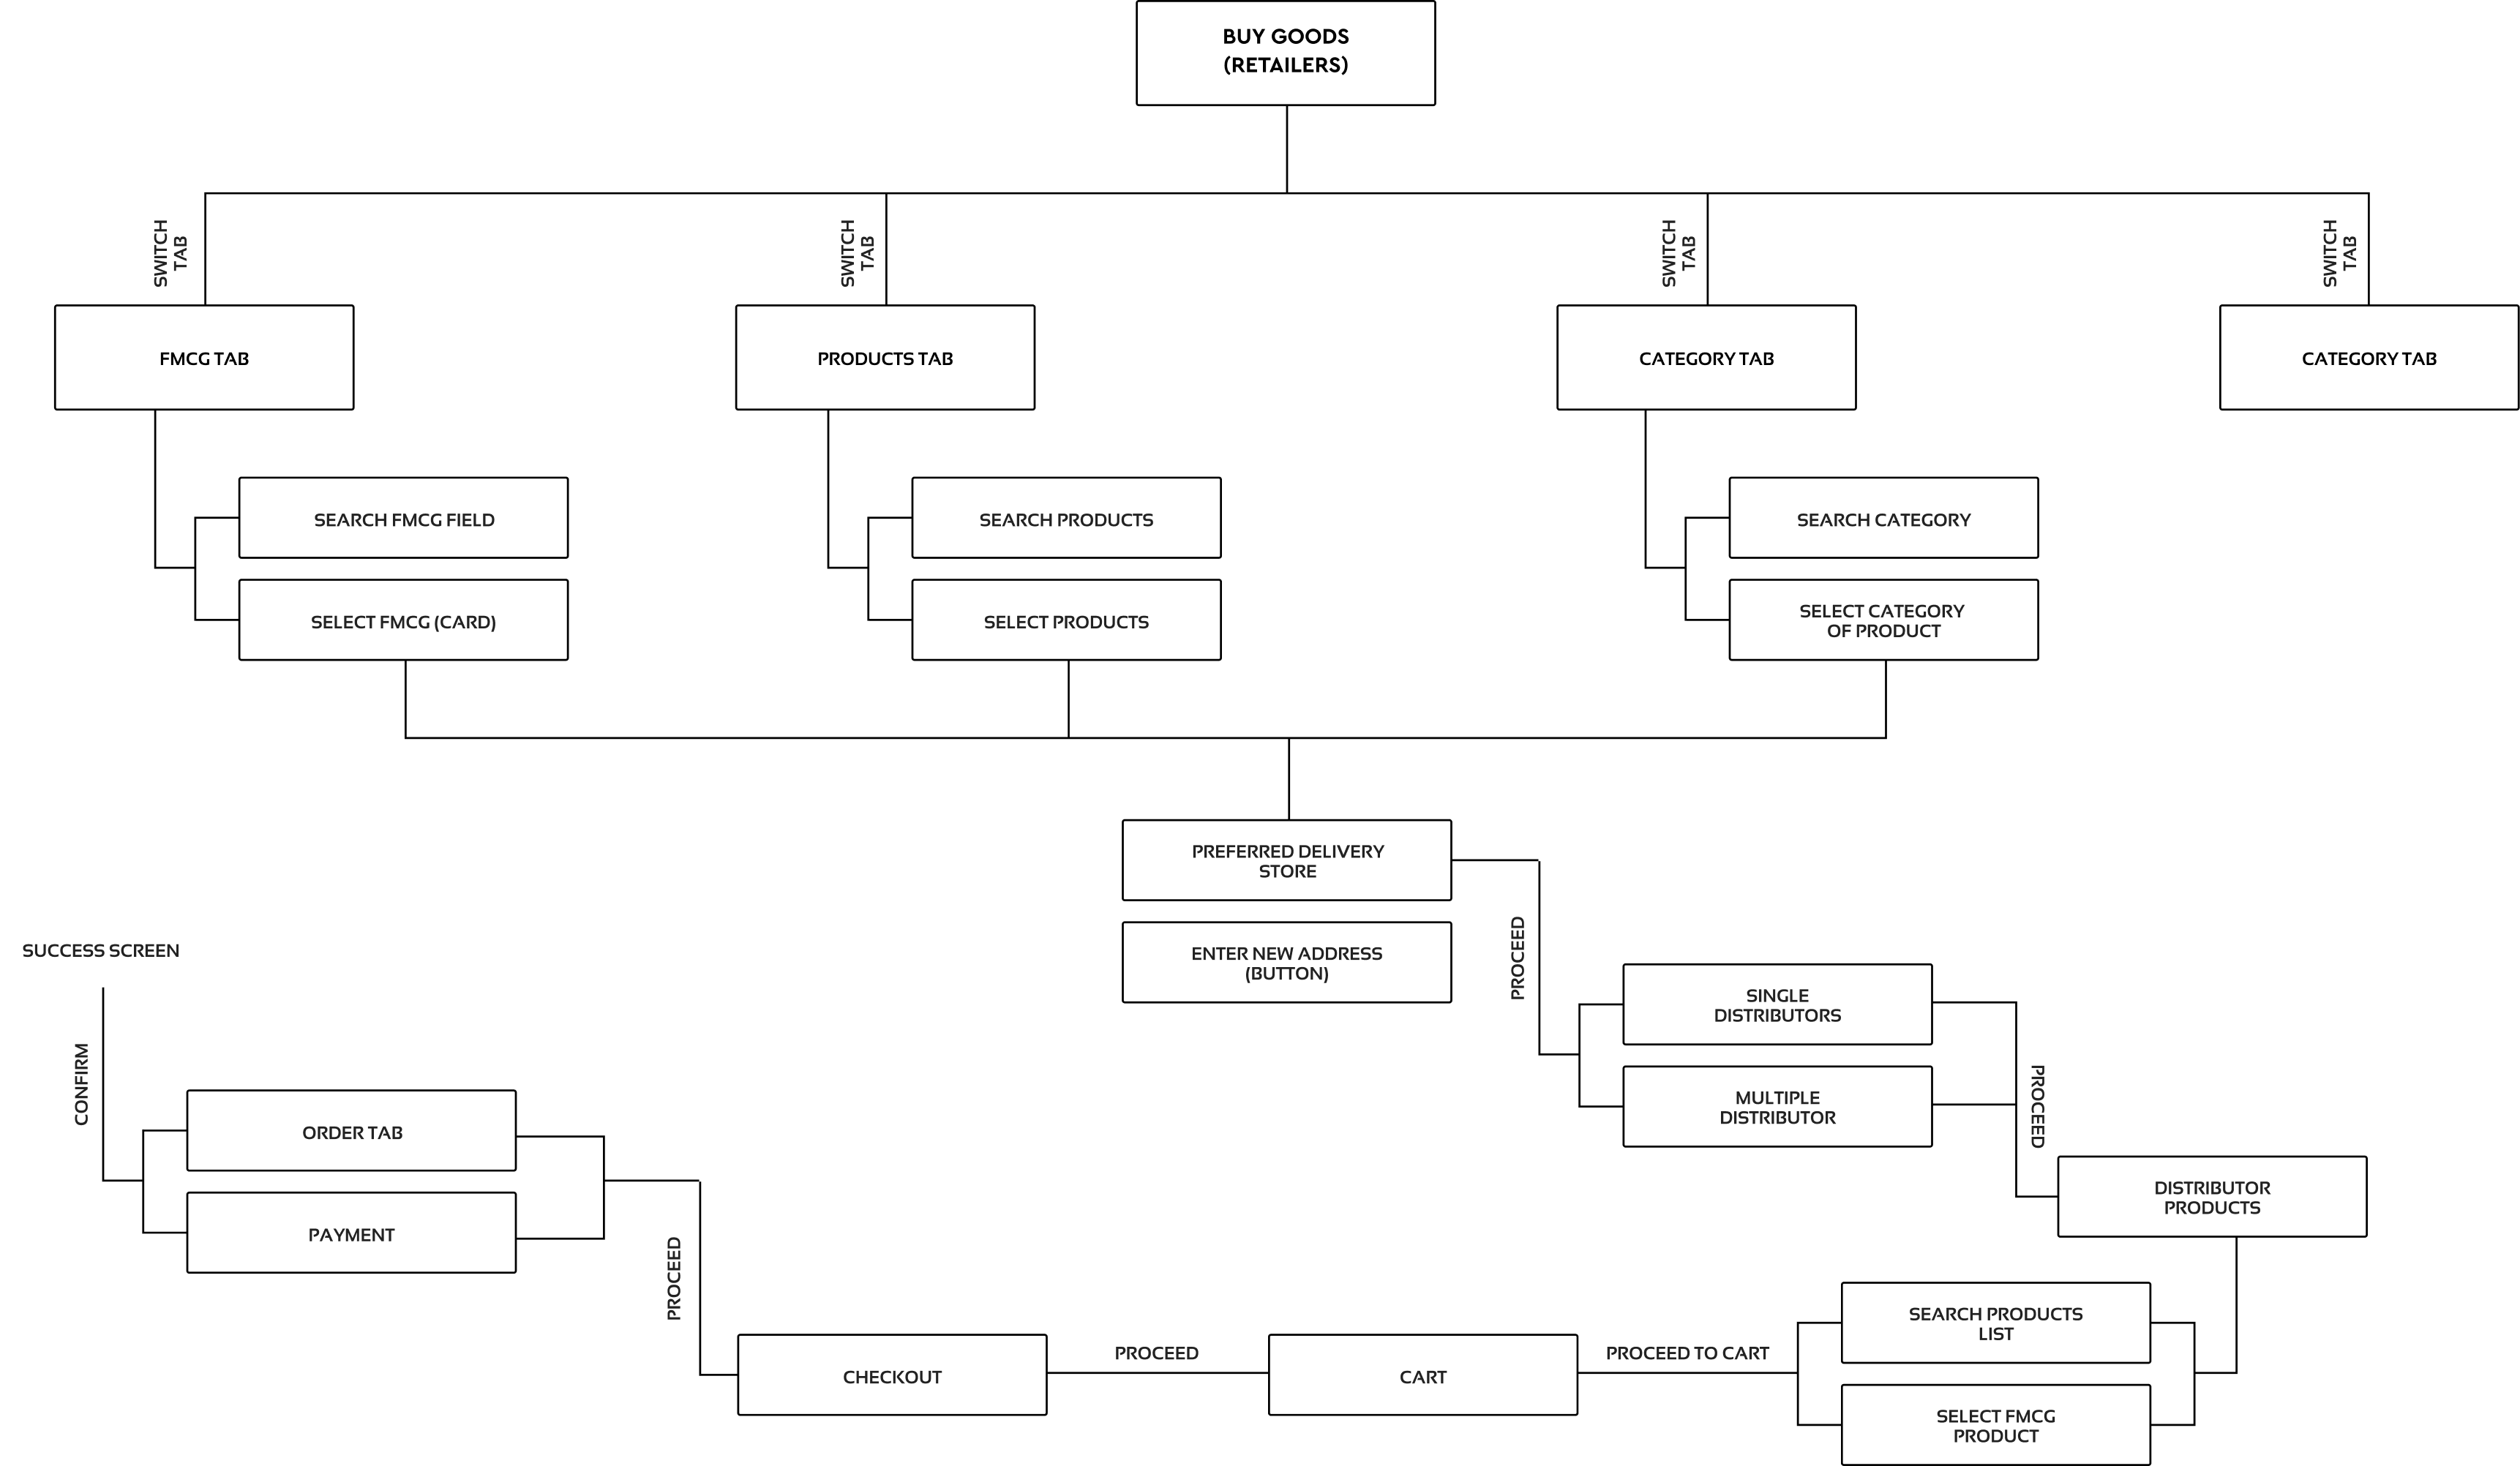 BUY GOODS
(RETAILERS)
SWITCH
TAB
SWITCH
TAB
SWITCH
TAB
SWITCH
TAB
FMCG TAB
PRODUCTS TAB
CATEGORY TAB
CATEGORY TAB
SEARCH FMCG FIELD
SEARCH PRODUCTS
SEARCH CATEGORY
SELECT FMCG (CARD)
SELECT PRODUCTS
SELECT CATEGORY
OF PRODUCT
PREFERRED DELIVERY
STORE
ENTER NEW ADDRESS
(BUTTON)
PROCEED
SINGLE
DISTRIBUTORS
MULTIPLE
DISTRIBUTOR
PROCEED
DISTRIBUTOR
PRODUCTS
SEARCH PRODUCTS
LIST
SELECT FMCG
PRODUCT
PROCEED TO CART
CART
PROCEED
CHECKOUT
PROCEED
ORDER TAB
PAYMENT
CONFIRM
SUCCESS SCREEN